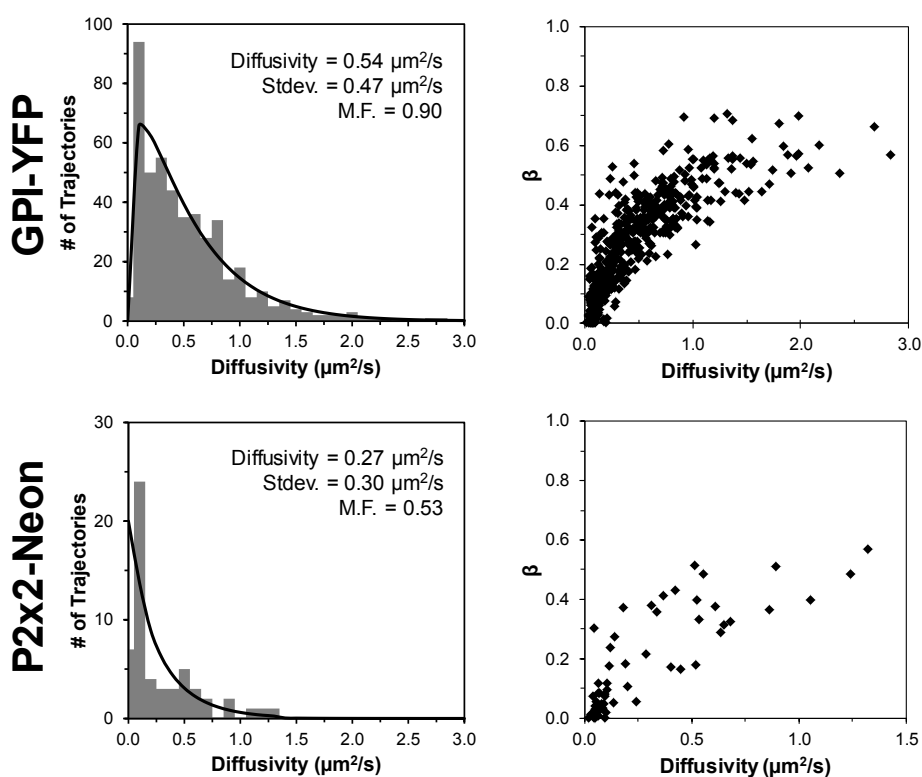 GPI-YFP
# of Trajectories
100
80
60
40
20
0
Diffusivity = 0.54 µm²/s
Stdev. = 0.47 µm²/s
M.F. = 0.90
0.0 0.5 1.0 1.5 2.0 2.5 3.0
Diffusivity (µm²/s)
β
1.0
0.8
0.6
0.4
0.2
0.0
0.0 1.0 2.0 3.0
Diffusivity (µm²/s)
P2x2-Neon
# of Trajectories
30
20
10
0
Diffusivity = 0.27 µm²/s
Stdev. = 0.30 µm²/s
M.F. = 0.53
0.0 0.5 1.0 1.5 2.0 2.5 3.0
Diffusivity (µm²/s)
β
1.0
0.8
0.6
0.4
0.2
0.0
0.0 0.5 1.0 1.5
Diffusivity (µm²/s)